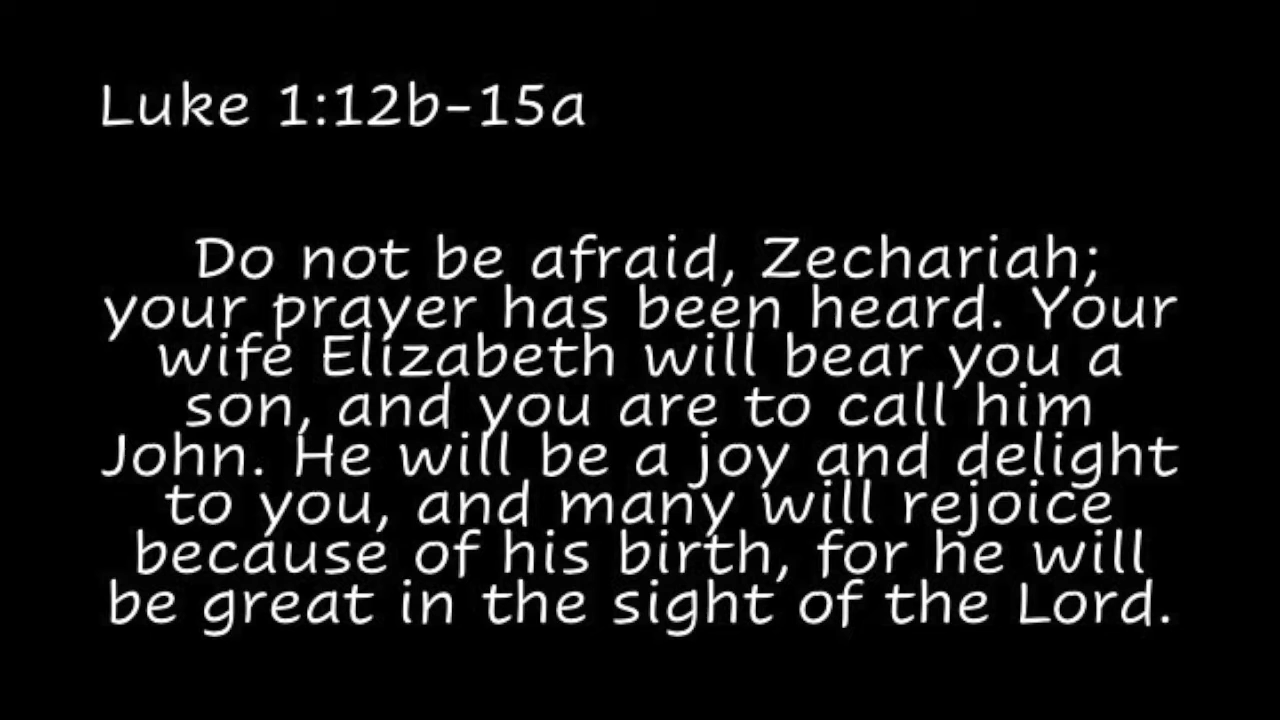 Luke 1:12b-15a
Do not be afraid, Zechariah;
your prayer has been heard. Your
wife Elizabeth will bear you a
son, and you are to call him
John. He will be a joy and delight
to you, and many will rejoice
because of his birth, for he will
be great in the sight of the Lord.